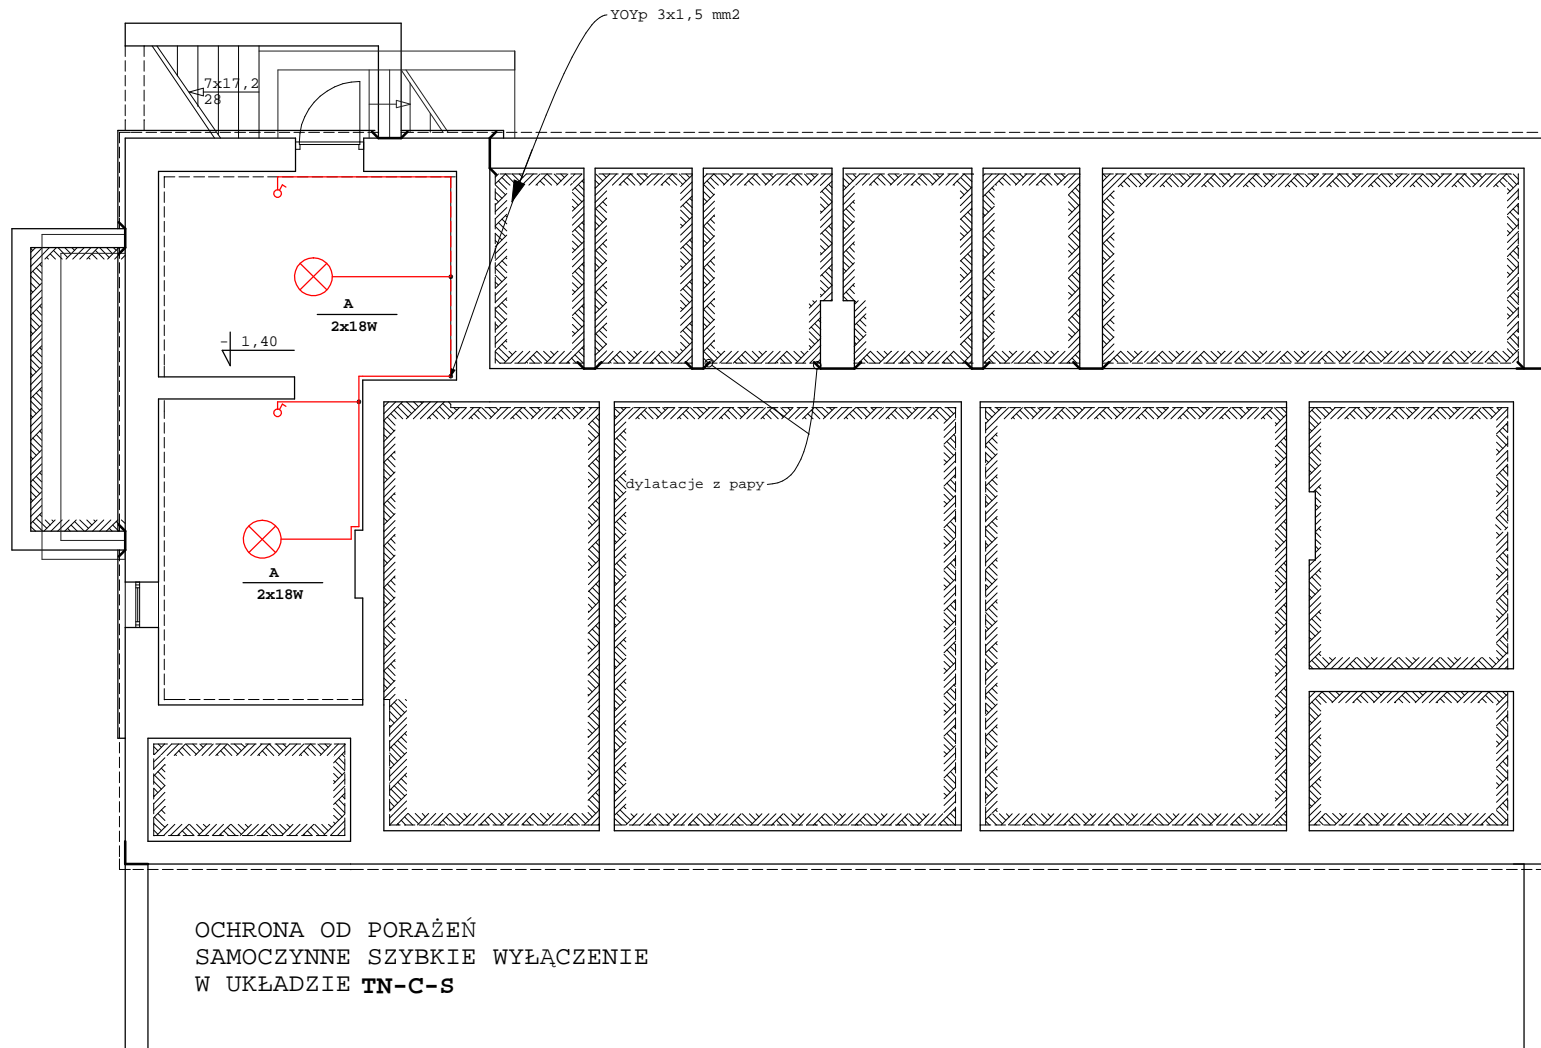 YOYp 3x1,5 mm2
7x17,2
28
A
2x18W
- 1,40
dylatacje z papy
A
2x18W
OCHRONA OD PORAŻEŃ
SAMOCZYNNE SZYBKIE WYŁĄCZENIE
W UKŁADZIE TN-C-S